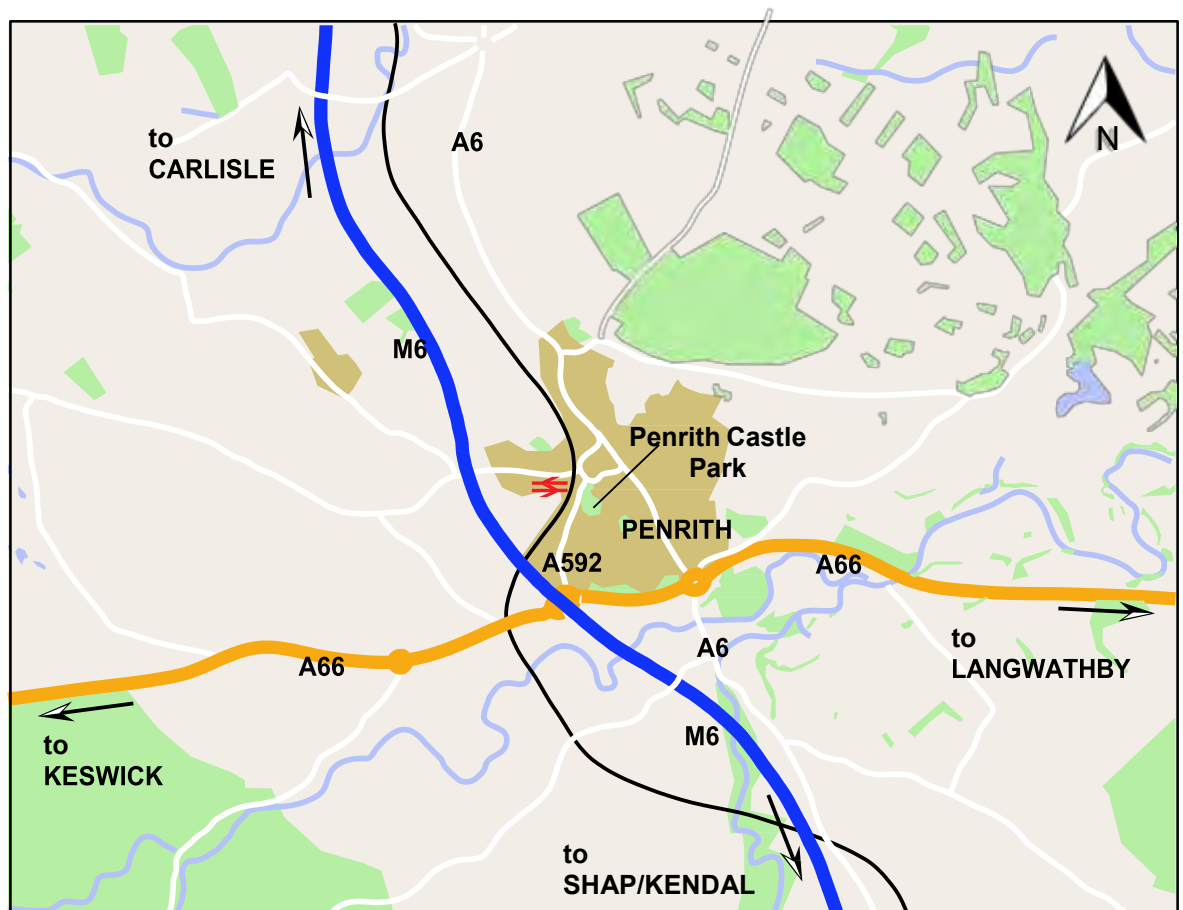 N
A6
to
CARLISLE
M6
Penrith Castle
Park
PENRITH
A592
A66
to
LANGWATHBY
A6
A66
M6
to
KESWICK
to
SHAP/KENDAL